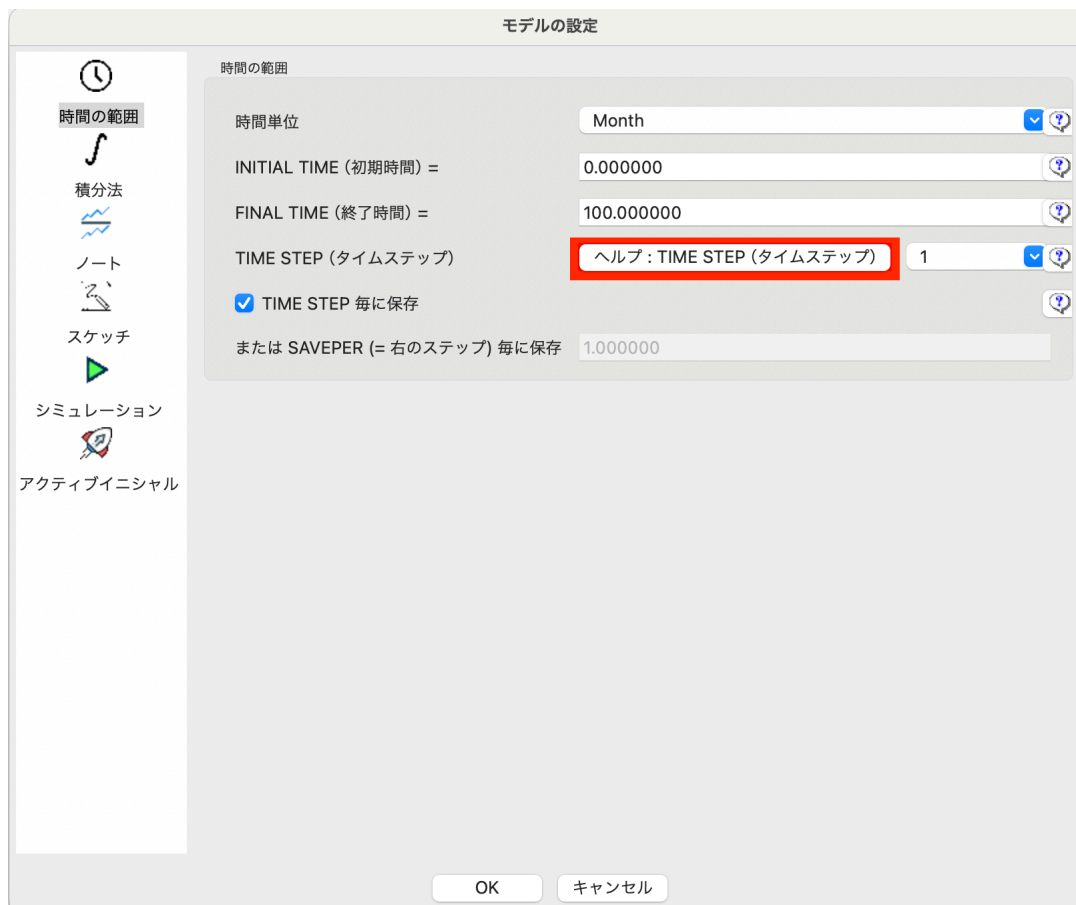 モデルの設定
時間の範囲
積分法
ノート
スケッチ
シミュレーション
アクティブイニシャル
時間の範囲
時間単位 Month
INITIAL TIME (初期時間) = 0.000000
FINAL TIME (終了時間) = 100.000000
TIME STEP (タイムステップ) ヘルプ : TIME STEP (タイムステップ) 1
TIME STEP 毎に保存
または SAVEPER (= 右のステップ) 毎に保存 1.000000
OK キャンセル